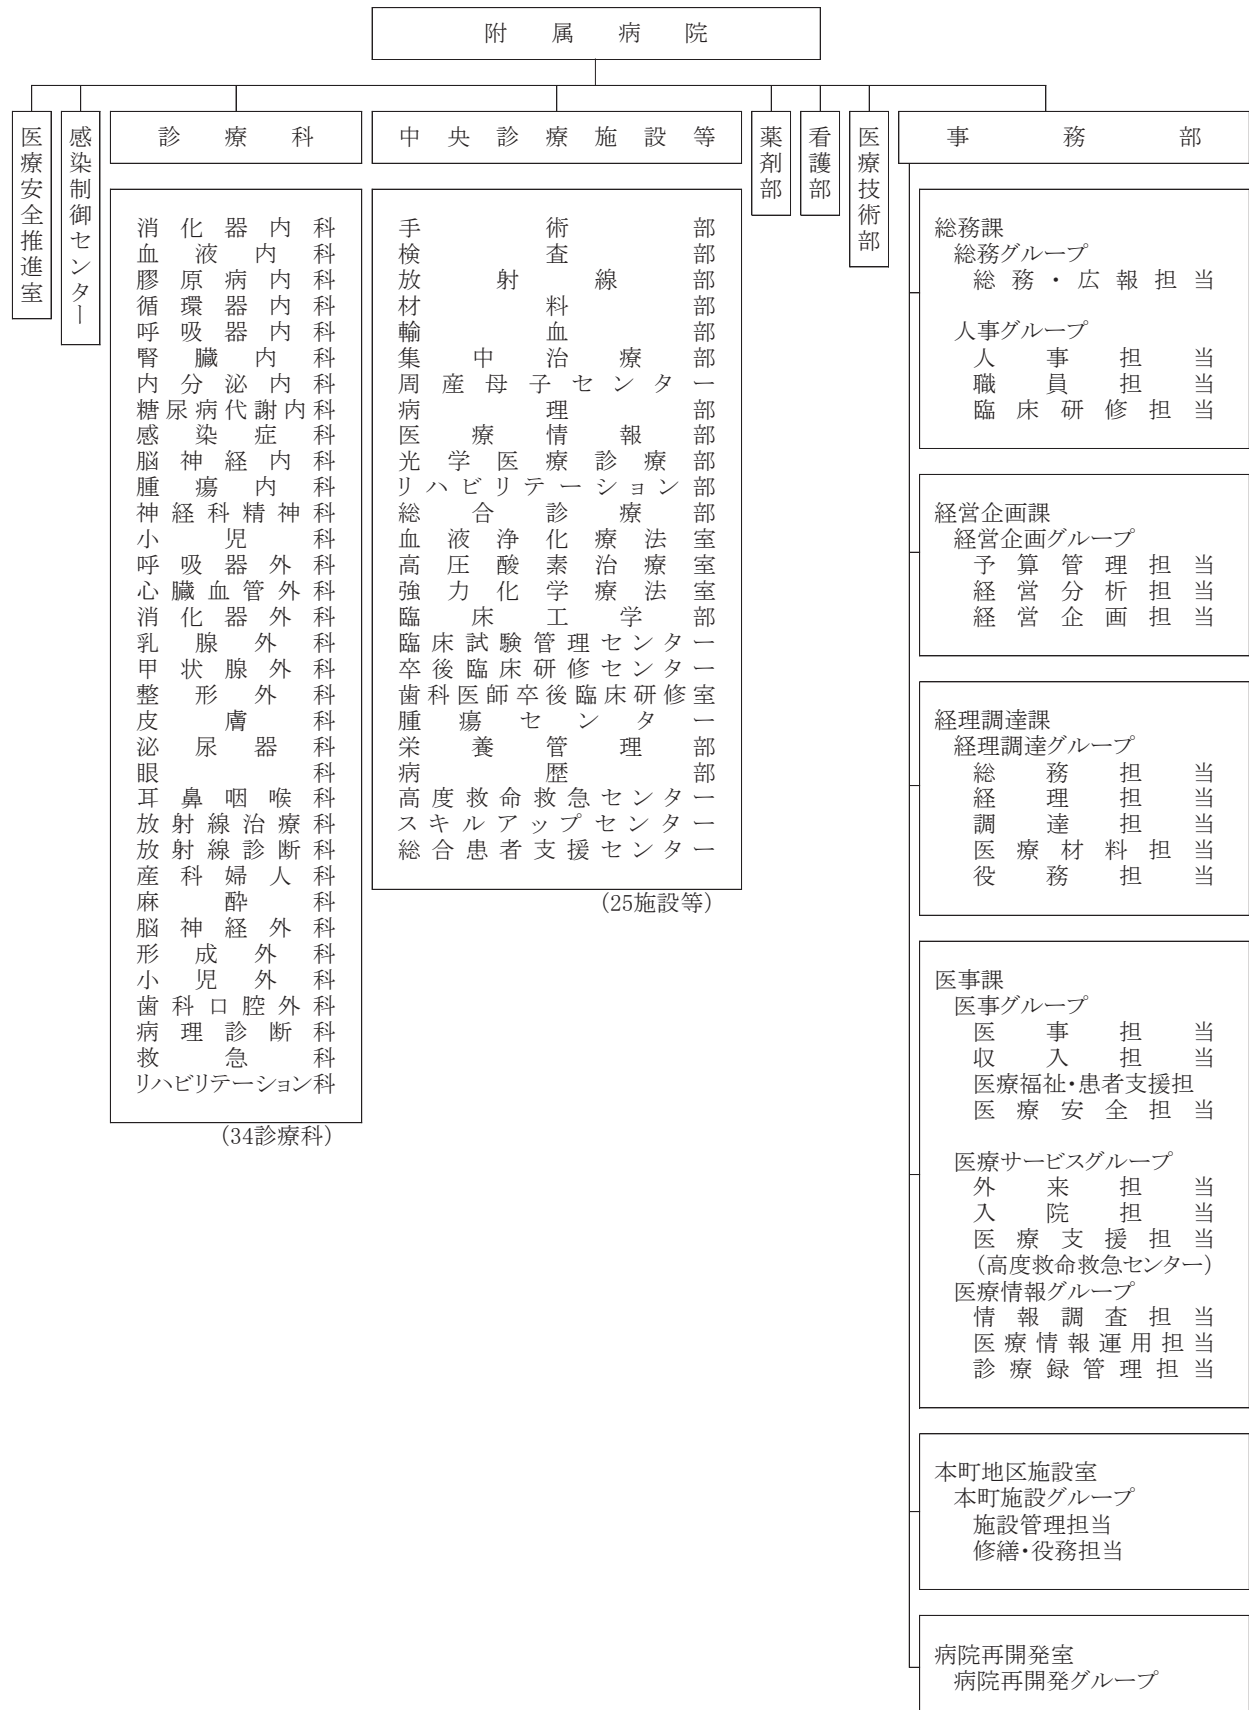 附属病院
医療安全推進室
感染制御センター
診療科
消化器内科
血液内科
膠原病内科
循環器内科
呼吸器内科
腎臓内科
内分泌内科
糖尿病代謝内科
感染症科
脳神経内科
腫瘍内科
神経科精神科
小児科
呼吸器外科
心臓血管外科
消化器外科
乳腺外科
甲状腺外科
整形外科
皮膚科
泌尿器科
眼科
耳鼻咽喉科
放射線治療科
放射線診断科
産科婦人科
麻酔科
脳神経外科
形成外科
小児外科
歯科口腔外科
病理診断科
救急科
リハビリテーション科
(34診療科)
中央診療施設等
手術部
検査部
放射線部
材料部
輸血部
集中治療部
周産母子センター
病理部
医療情報部
光学医療診療部
リハビリテーション部
総合診療部
血液浄化療法室
高圧酸素治療室
強力化学療法室
臨床工学部
臨床試験管理センター
卒後臨床研修センター
歯科医師卒後臨床研修室
腫瘍センター
栄養管理部
病歴部
高度救命救急センター
スキルアップセンター
総合患者支援センター
(25施設等)
薬剤部
看護部
医療技術部
事務部
総務課
総務グループ
総務・広報担当
人事グループ
人事担当
職員担当
臨床研修担当
経営企画課
経営企画グループ
予算管理担当
経営分析担当
経営企画担当
経理調達課
経理調達グループ
総務担当
経理担当
調達担当
医療材料担当
役務担当
医事課
医事グループ
医事担当
収入担当
医療福祉・患者支援担
医療安全担当
医療サービスグループ
外来担当
入院担当
医療支援担当
(高度救命救急センター)
医療情報グループ
情報調査担当
医療情報運用担当
診療録管理担当
本町地区施設室
本町施設グループ
施設管理担当
修繕・役務担当
病院再開発室
病院再開発グループ